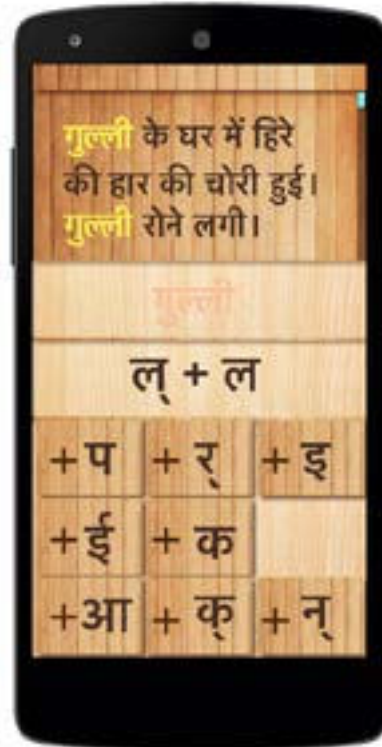 गुल्ली के घर में हिरे
की हार की चोरी हुई।
गुल्ली रोने लगी।
गुल्ली
ल् + ल
+ प + र् + इ
+ ई + क
+ आ + क् + न्